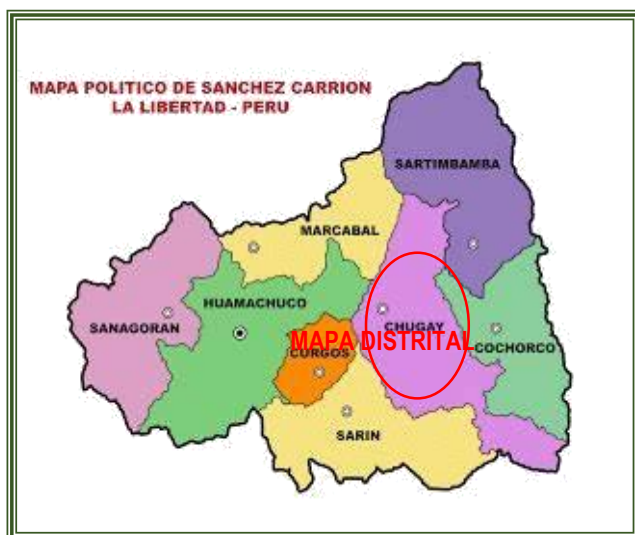 MAPA POLITICO DE SANCHEZ CARRION
LA LIBERTAD - PERU
SARTIMBAMBA
MARCABAL
HUAMACHUCO
SANAGORAN
CHUGAY
MAPA DISTRITAL
COCHORCO
CURGOS
SARIN